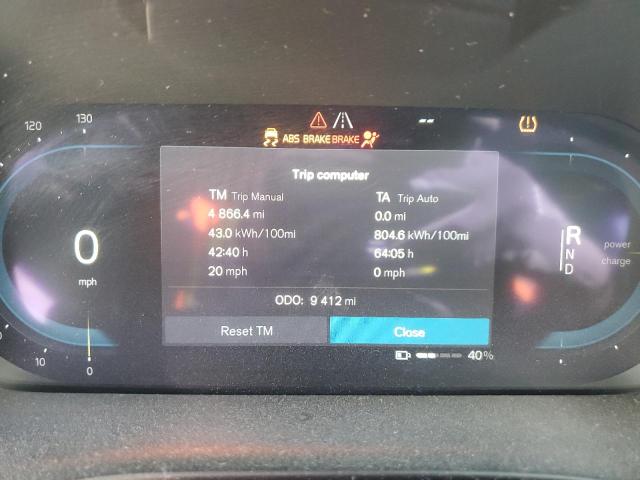 120
130
--
ABS BRAKE BRAKE
Trip computer
TM Trip Manual
4 866.4 mi
43.0 kWh/100mi
42:40 h
20 mph
TA Trip Auto
0.0 mi
804.6 kWh/100mi
64:05 h
0 mph
ODO: 9 412 mi
Reset TM
Close
0
mph
R
N
D
power
charge
10
0
40%